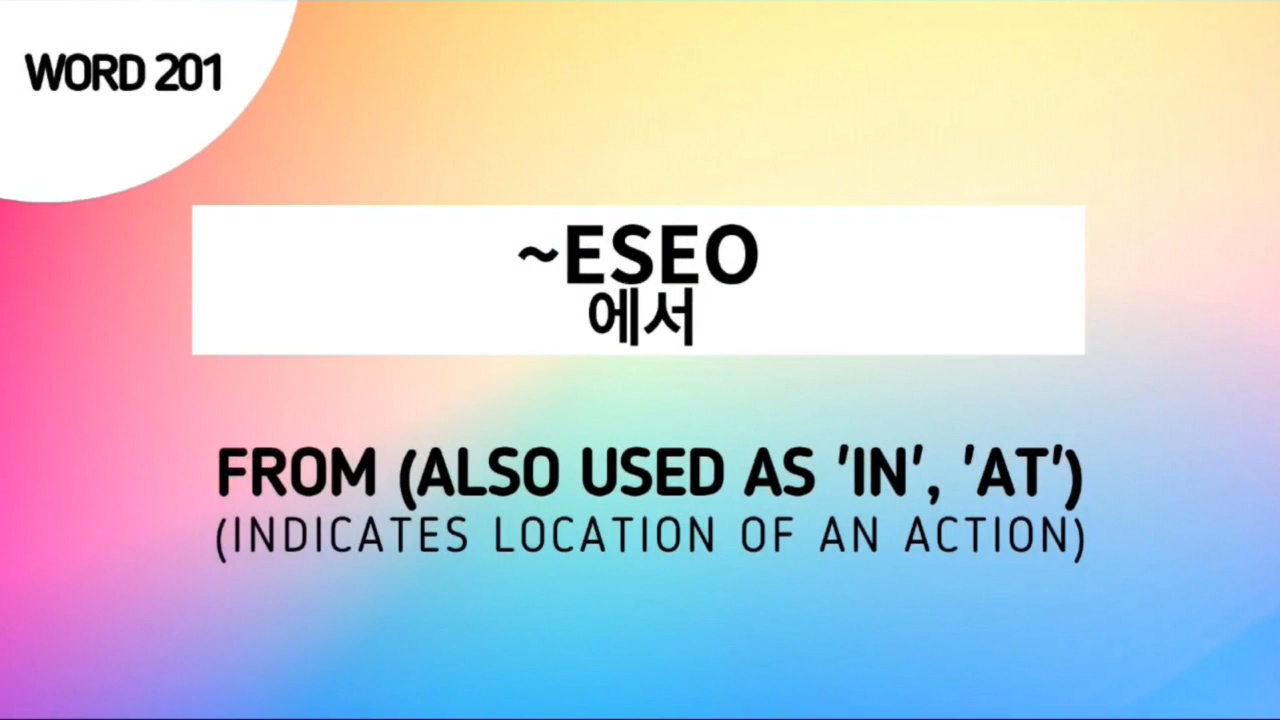 WORD 201
~ESEO
에서
FROM (ALSO USED AS 'IN', 'AT')
(INDICATES LOCATION OF AN ACTION)